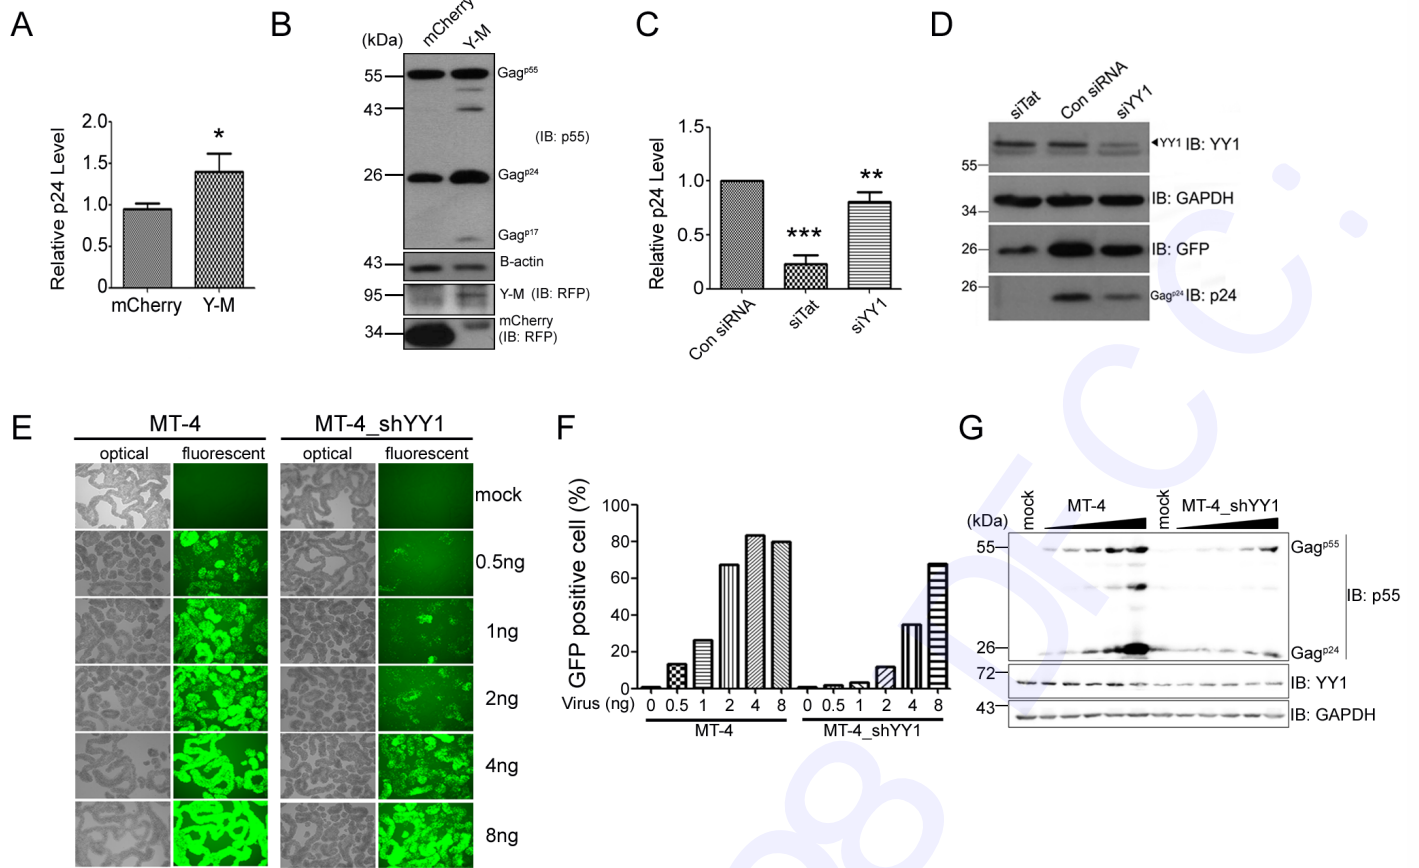 A
Relative p24 Level
2.0
1.5
1.0
0.5
0
*
mCherry Y-M
B
(kDa)
mCherry
Y-M
55
43
26
43
95
34
Gagp55
(IB: p55)
Gagp24
Gagp17
B-actin
Y-M (IB: RFP)
mCherry
(IB: RFP)
C
Relative p24 Level
1.5
1.0
0.5
0
***
**
Con siRNA
siTat
siYY1
D
siTat
Con siRNA
siYY1
55
34
26
26
◄YY1 IB: YY1
IB: GAPDH
IB: GFP
Gagp24 IB: p24
E
MT-4 MT-4_shYY1
optical fluorescent optical fluorescent
mock
0.5ng
1ng
2ng
4ng
8ng
F
GFP positive cell (%)
100
80
60
40
20
0
Virus (ng) 0 0.5 1 2 4 8 0 0.5 1 2 4 8
MT-4 MT-4_shYY1
G
(kDa)
mock MT-4 mock MT-4_shYY1
55
26
72
43
Gagp55
IB: p55
Gagp24
IB: YY1
IB: GAPDH